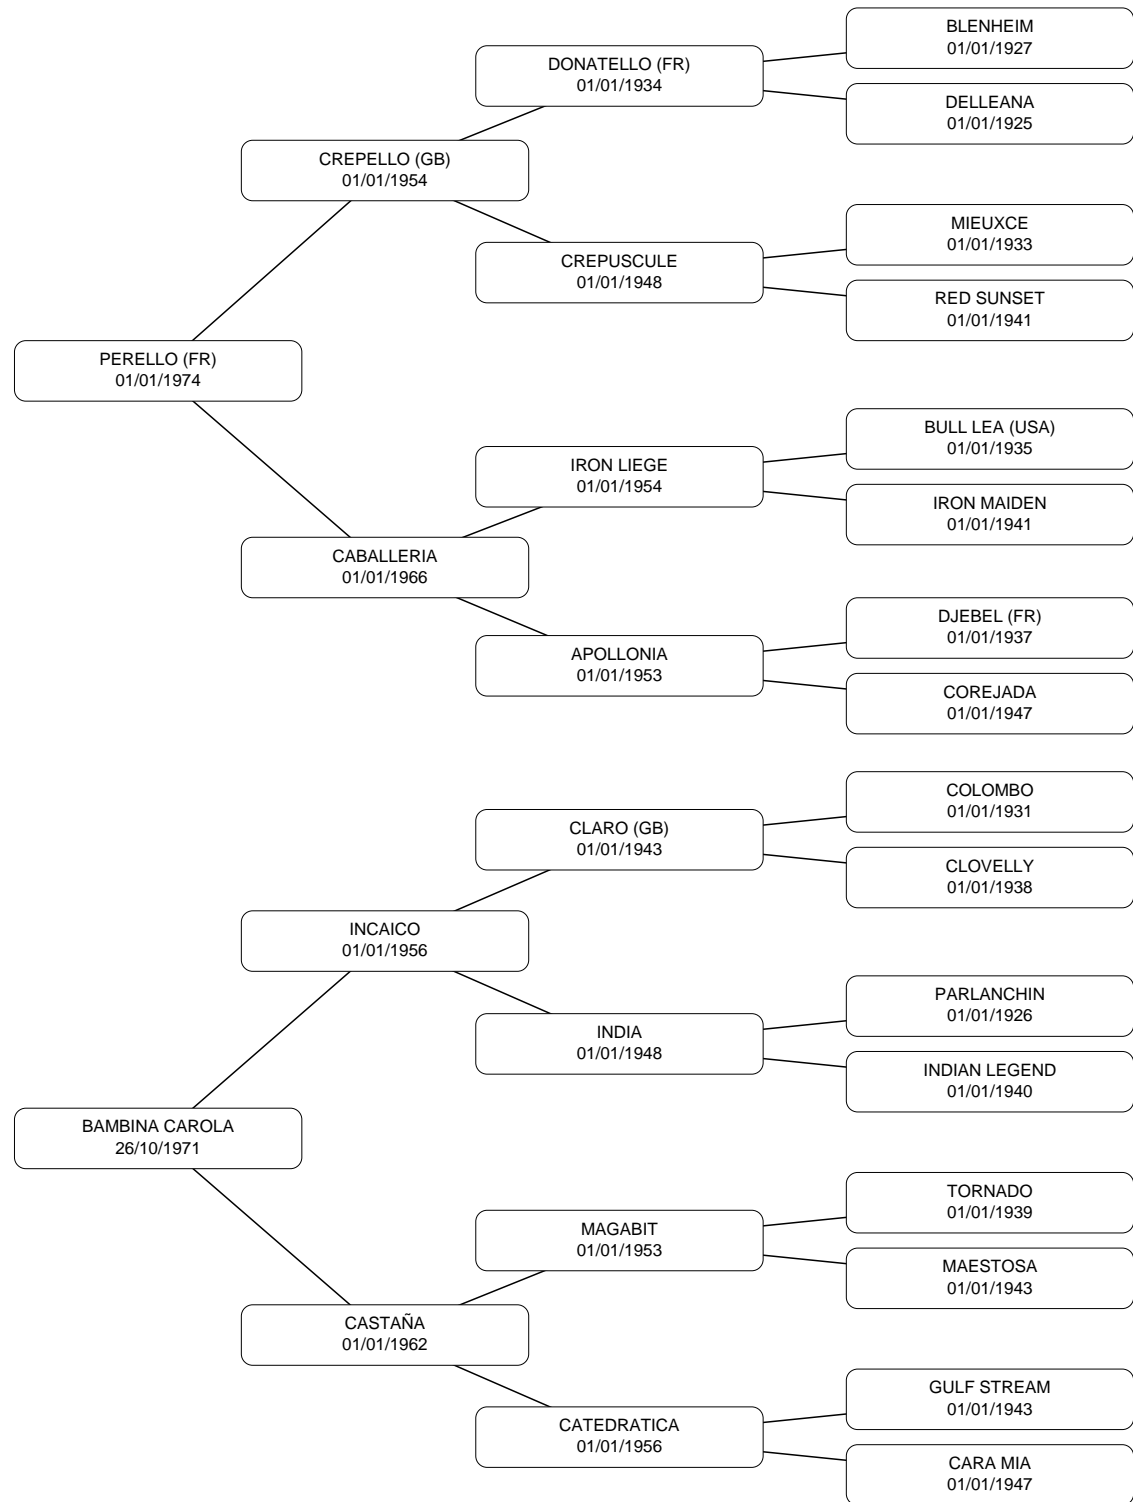 BLENHEIM
01/01/1927
DONATELLO (FR)
01/01/1934
DELLEANA
01/01/1925
CREPELLO (GB)
01/01/1954
MIEUXCE
01/01/1933
CREPUSCULE
01/01/1948
RED SUNSET
01/01/1941
PERELLO (FR)
01/01/1974
BULL LEA (USA)
01/01/1935
IRON LIEGE
01/01/1954
IRON MAIDEN
01/01/1941
CABALLERIA
01/01/1966
DJEBEL (FR)
01/01/1937
APOLLONIA
01/01/1953
COREJADA
01/01/1947
COLOMBO
01/01/1931
CLARO (GB)
01/01/1943
CLOVELLY
01/01/1938
INCAICO
01/01/1956
PARLANCHIN
01/01/1926
INDIA
01/01/1948
INDIAN LEGEND
01/01/1940
BAMBINA CAROLA
26/10/1971
TORNADO
01/01/1939
MAGABIT
01/01/1953
MAESTOSA
01/01/1943
CASTAÑA
01/01/1962
GULF STREAM
01/01/1943
CATEDRATICA
01/01/1956
CARA MIA
01/01/1947